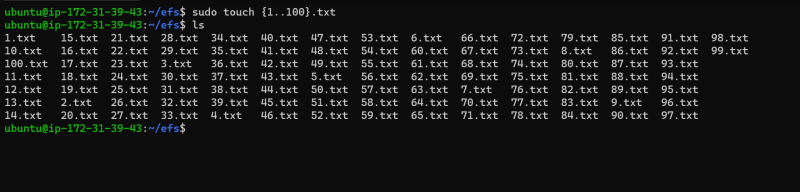 ubuntu@ip-172-31-39-43:~/efs$ sudo touch {1..100}.txt
ubuntu@ip-172-31-39-43:~/efs$ ls
1.txt 15.txt 21.txt 28.txt 34.txt 40.txt 47.txt 53.txt 6.txt 66.txt 72.txt 79.txt 85.txt 91.txt 98.txt
10.txt 16.txt 22.txt 29.txt 35.txt 41.txt 48.txt 54.txt 60.txt 67.txt 73.txt 8.txt 86.txt 92.txt 99.txt
100.txt 17.txt 23.txt 3.txt 36.txt 42.txt 49.txt 55.txt 61.txt 68.txt 74.txt 80.txt 87.txt 93.txt
11.txt 18.txt 24.txt 30.txt 37.txt 43.txt 5.txt 56.txt 62.txt 69.txt 75.txt 81.txt 88.txt 94.txt
12.txt 19.txt 25.txt 31.txt 38.txt 44.txt 50.txt 57.txt 63.txt 7.txt 76.txt 82.txt 89.txt 95.txt
13.txt 2.txt 26.txt 32.txt 39.txt 45.txt 51.txt 58.txt 64.txt 70.txt 77.txt 83.txt 9.txt 96.txt
14.txt 20.txt 27.txt 33.txt 4.txt 46.txt 52.txt 59.txt 65.txt 71.txt 78.txt 84.txt 90.txt 97.txt
ubuntu@ip-172-31-39-43:~/efs$